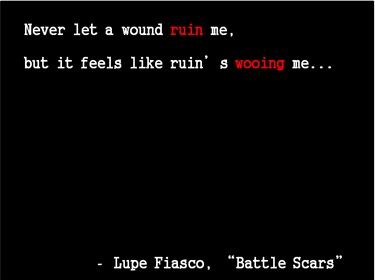 Never let a wound ruin me,
but it feels like ruin’s wooing me...
- Lupe Fiasco, “Battle Scars”